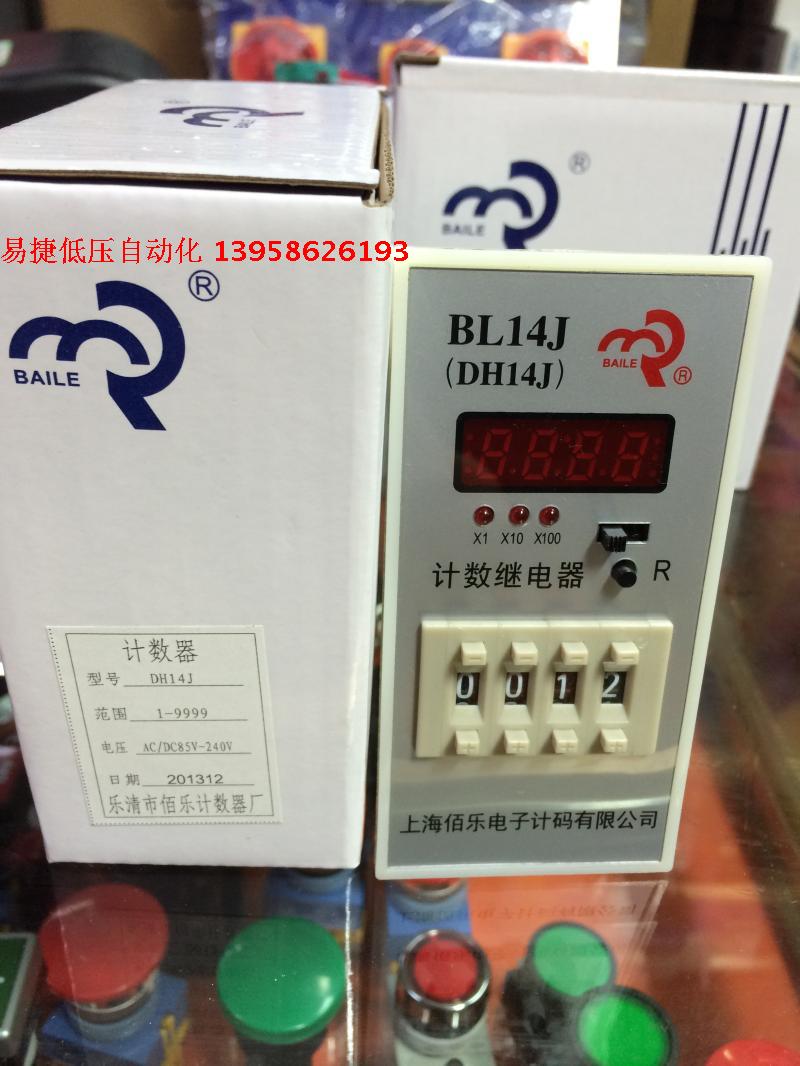 易捷低压自动化 13958626193
BAILE
®
BAILE
®
计数器
型号 DH14J
范围 1-9999
电压 AC/DC85V-240V
日期 201312
乐清市佰乐计数器厂
BL14J
(DH14J)
BAILE
®
X1 X10 X100
计数继电器 R
0 0 1 2
上海佰乐电子计码有限公司